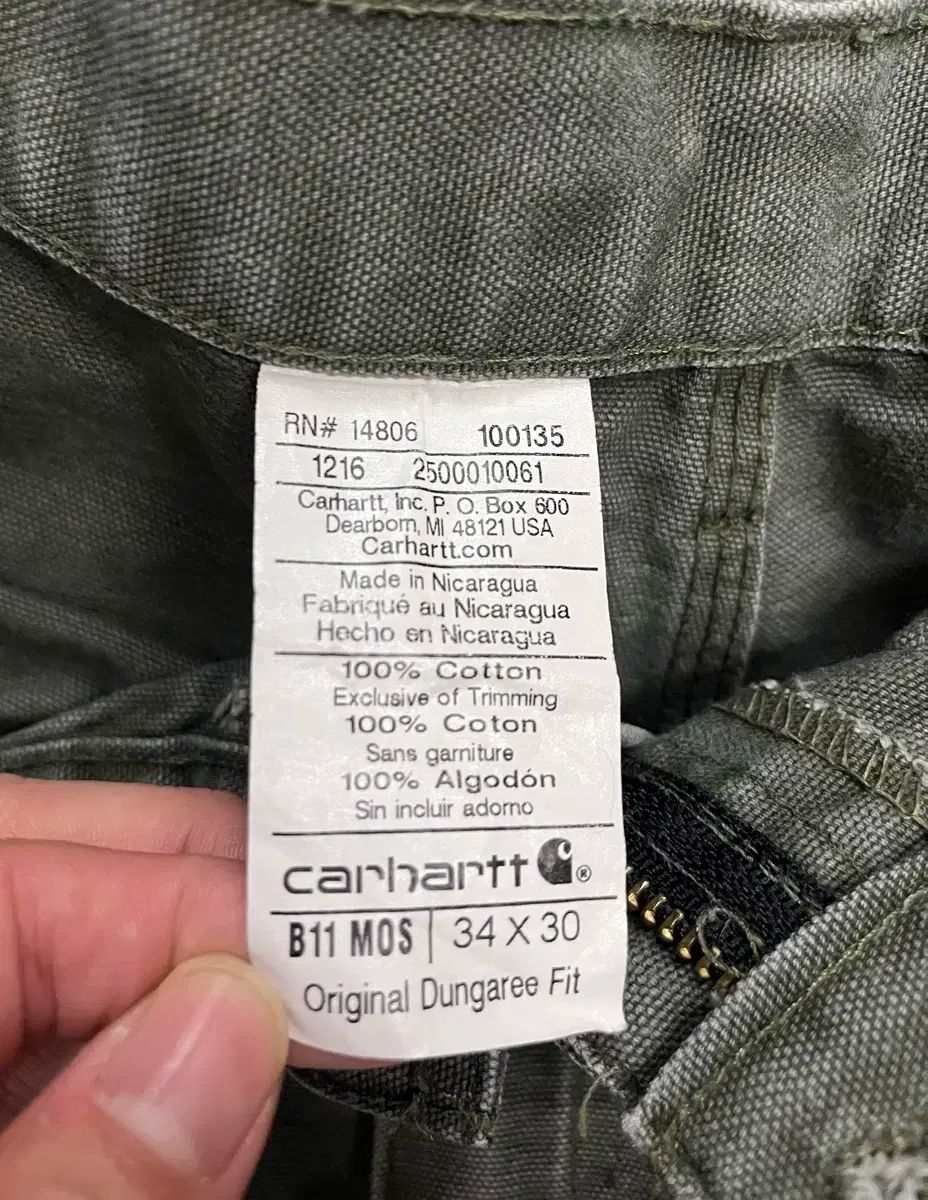 RN# 14806 100135
1216 2500010061
Carhartt, Inc. P. O. Box 600
Dearborn, MI 48121 USA
Carhartt.com
Made in Nicaragua
Fabriqué au Nicaragua
Hecho en Nicaragua
100% Cotton
Exclusive of Trimming
100% Coton
Sans garniture
100% Algodón
Sin incluir adorno
carhartt ®
B11 MOS | 34 X 30
Original Dungaree Fit